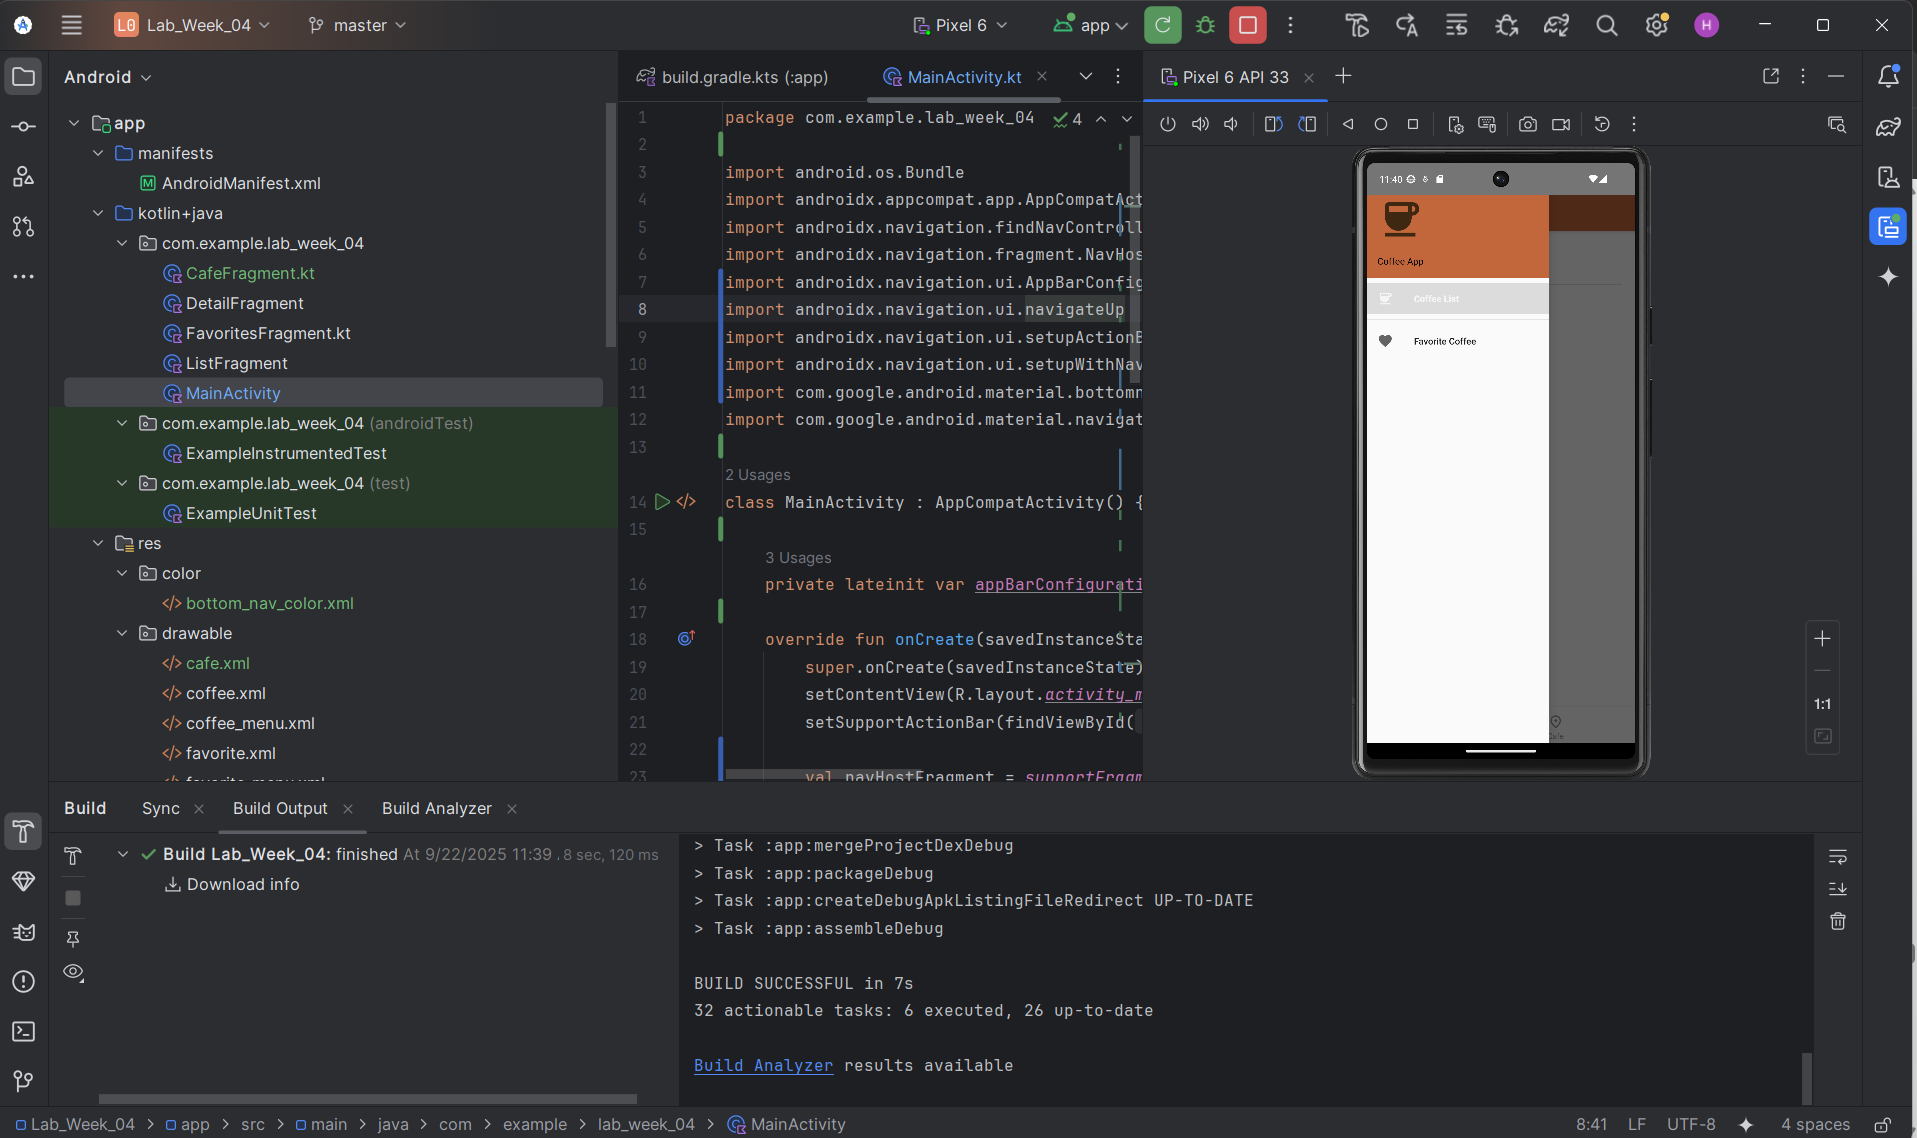 L0 Lab_Week_04 master Pixel 6 app H
Android
build.gradle.kts (:app) MainActivity.kt
Pixel 6 API 33
app
manifests
AndroidManifest.xml
kotlin+java
com.example.lab_week_04
CafeFragment.kt
DetailFragment
FavoritesFragment.kt
ListFragment
MainActivity
com.example.lab_week_04 (androidTest)
ExampleInstrumentedTest
com.example.lab_week_04 (test)
ExampleUnitTest
res
color
bottom_nav_color.xml
drawable
cafe.xml
coffee.xml
coffee_menu.xml
favorite.xml
favorite_menu.xml
4
1 package com.example.lab_week_04
2
3 import android.os.Bundle
4 import androidx.appcompat.app.AppCompatAct
5 import androidx.navigation.findNavControll
6 import androidx.navigation.fragment.NavHos
7 import androidx.navigation.ui.AppBarConfig
8 import androidx.navigation.ui.navigateUp
9 import androidx.navigation.ui.setupActionB
10 import androidx.navigation.ui.setupWithNav
11 import com.google.android.material.bottomn
12 import com.google.android.material.navigat
13
2 Usages
14 class MainActivity : AppCompatActivity() {
15
3 Usages
16 private lateinit var appBarConfigurati
17
18 override fun onCreate(savedInstanceSta
19 super.onCreate(savedInstanceState)
20 setContentView(R.layout.activity_m
21 setSupportActionBar(findViewById(
22
23 val navHostFragment = supportFragm
11:40
Coffee App
Coffee List
Favorite Coffee
Cafe
1:1
Build Sync Build Output Build Analyzer
Build Lab_Week_04: finished At 9/22/2025 11:39 . 8 sec, 120 ms
Download info
> Task :app:mergeProjectDexDebug
> Task :app:packageDebug
> Task :app:createDebugApkListingFileRedirect UP-TO-DATE
> Task :app:assembleDebug
BUILD SUCCESSFUL in 7s
32 actionable tasks: 6 executed, 26 up-to-date
Build Analyzer results available
Lab_Week_04 > app > src > main > java > com > example > lab_week_04 > MainActivity
8:41 LF UTF-8 4 spaces